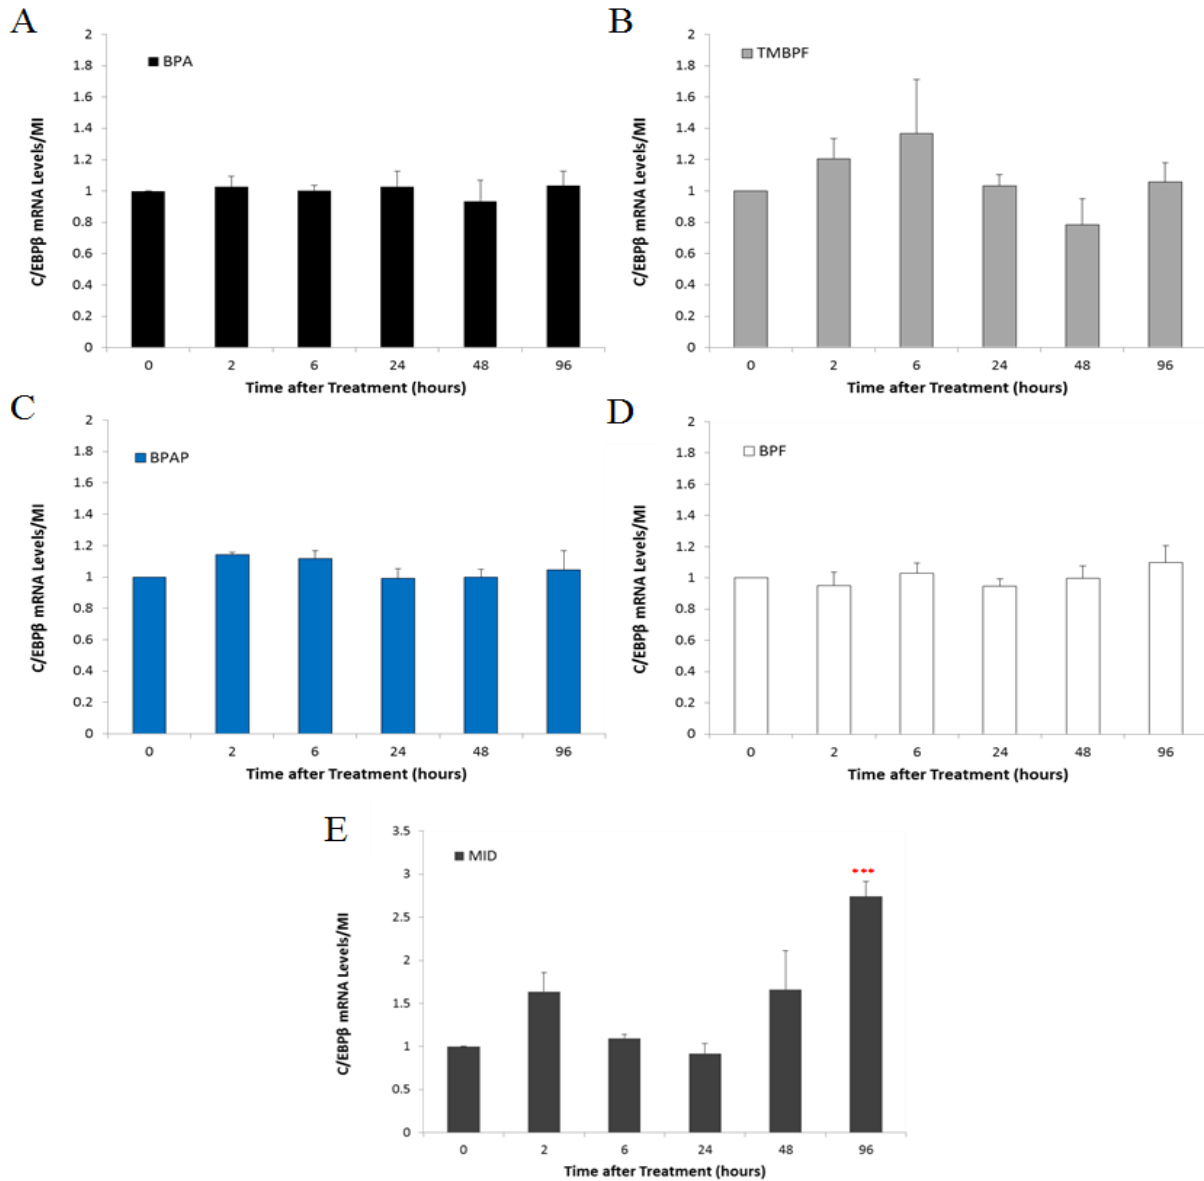 A
BPA
2
1.8
1.6
1.4
1.2
1
0.8
0.6
0.4
0.2
0
C/EBPβ mRNA Levels/MI
0 2 6 24 48 96
Time after Treatment (hours)
B
TMBPF
2
1.8
1.6
1.4
1.2
1
0.8
0.6
0.4
0.2
0
C/EBPβ mRNA Levels/MI
0 2 6 24 48 96
Time after Treatment (hours)
C
BPAP
2
1.8
1.6
1.4
1.2
1
0.8
0.6
0.4
0.2
0
C/EBPβ mRNA Levels/MI
0 2 6 24 48 96
Time after Treatment (hours)
D
BPF
2
1.8
1.6
1.4
1.2
1
0.8
0.6
0.4
0.2
0
C/EBPβ mRNA Levels/MI
0 2 6 24 48 96
Time after Treatment (hours)
E
MID
***
3.5
3
2.5
2
1.5
1
0.5
0
C/EBPβ mRNA Levels/MI
0 2 6 24 48 96
Time after Treatment (hours)